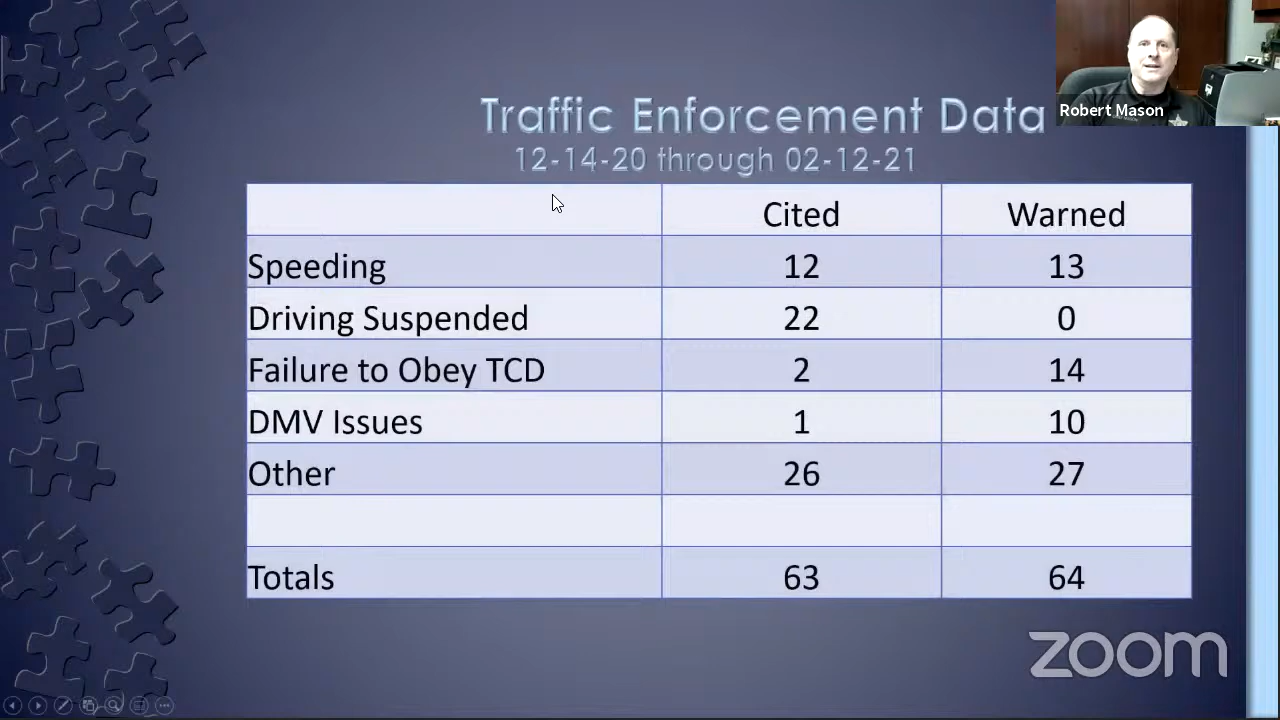 Traffic Enforcement Data
12-14-20 through 02-12-21
Robert Mason
Cited Warned
Speeding 12 13
Driving Suspended 22 0
Failure to Obey TCD 2 14
DMV Issues 1 10
Other 26 27
Totals 63 64
zoom